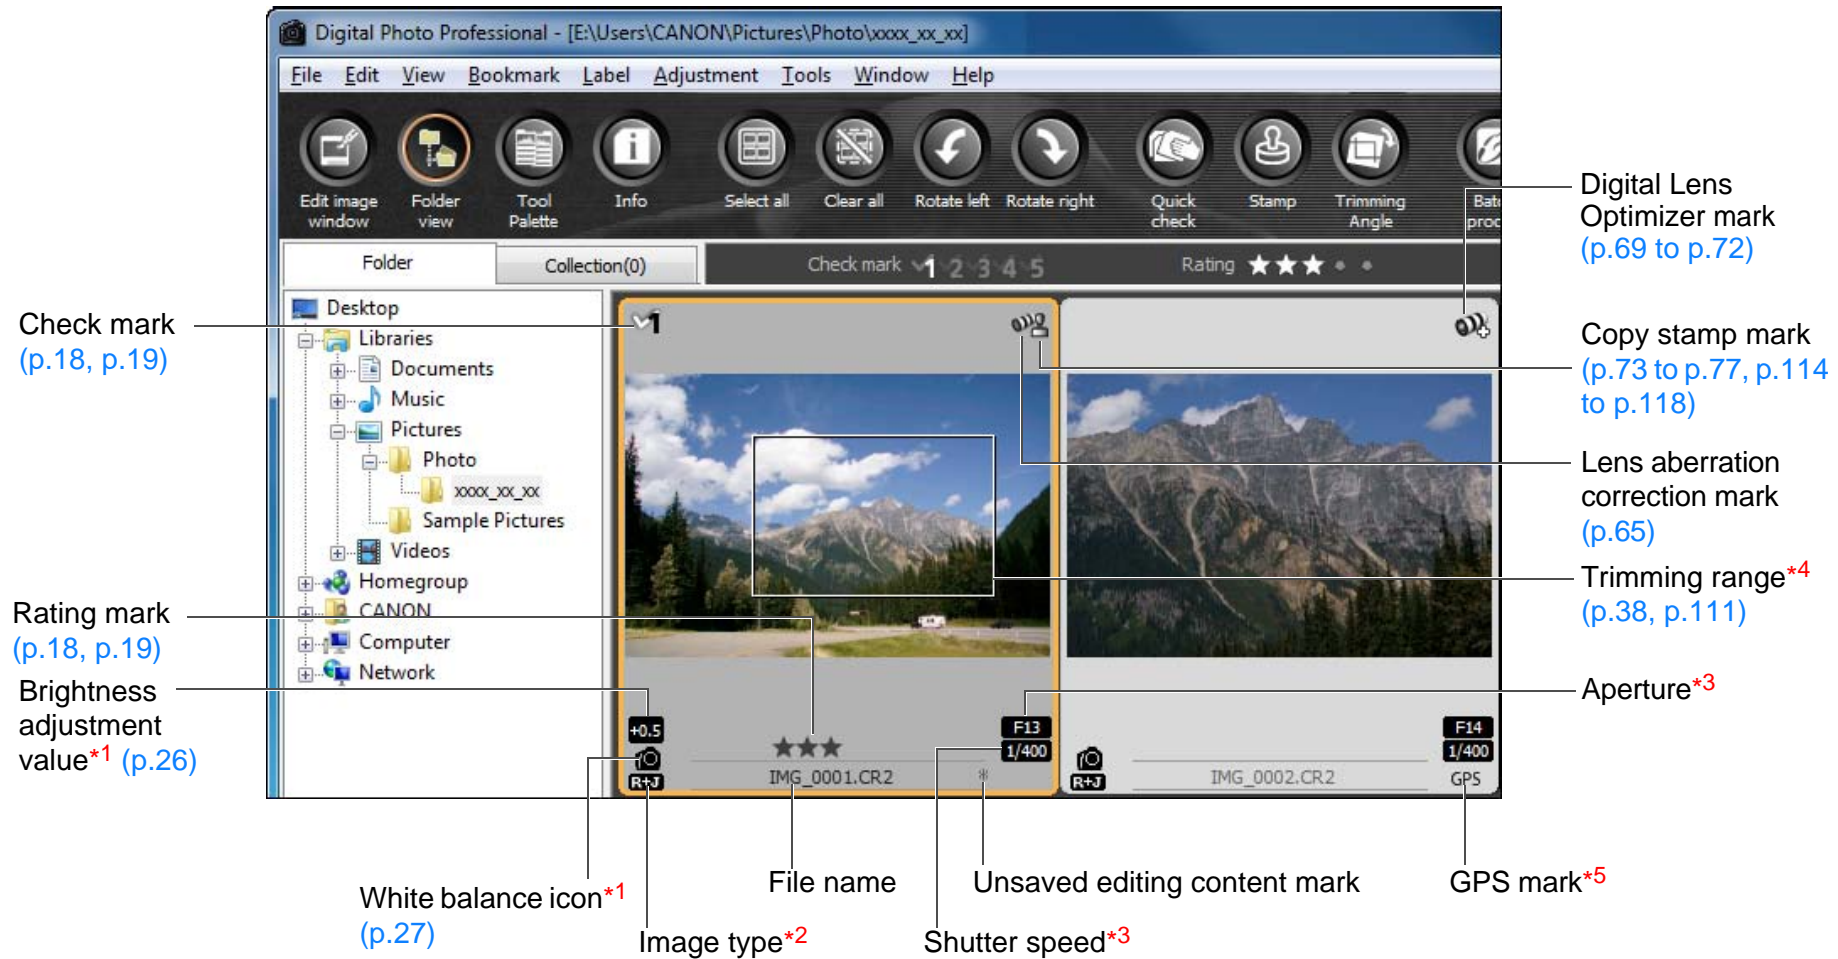 Digital Photo Professional - [E:\Users\CANON\Pictures\Photo\xxxx_xx_xx]
File Edit View Bookmark Label Adjustment Tools Window Help
Edit image window
Folder view
Tool Palette
Info
Select all
Clear all
Rotate left
Rotate right
Quick check
Stamp
Trimming Angle
Folder
Collection(0)
Check mark 1 2 3 4 5
Rating
Desktop
Libraries
Documents
Music
Pictures
Photo
xxxx_xx_xx
Sample Pictures
Videos
Homegroup
CANON
Computer
Network
1
+0.5
R+J
IMG_0001.CR2
F13
1/400
R+J
IMG_0002.CR2
F14
1/400
GPS
Check mark
(p.18, p.19)
Rating mark
(p.18, p.19)
Brightness
adjustment
value*1 (p.26)
Digital Lens
Optimizer mark
(p.69 to p.72)
Copy stamp mark
(p.73 to p.77, p.114
to p.118)
Lens aberration
correction mark
(p.65)
Trimming range*4
(p.38, p.111)
Aperture*3
White balance icon*1
(p.27)
File name
Unsaved editing content mark
GPS mark*5
Image type*2
Shutter speed*3